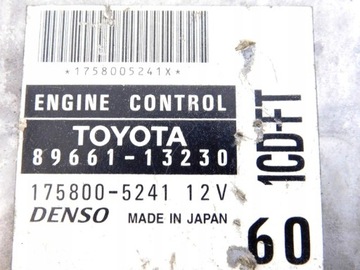 *1758005241X*
ENGINE CONTROL
TOYOTA
89661-13230
175800-5241 12V
DENSO MADE IN JAPAN
1CD-FT
60